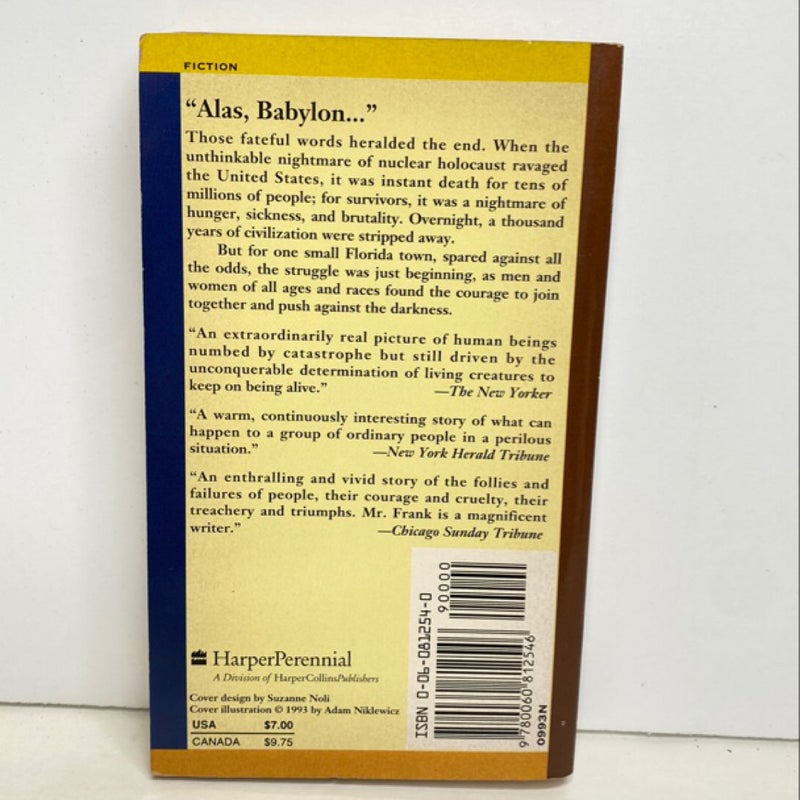 FICTION
“Alas, Babylon...”
Those fateful words heralded the end. When the
unthinkable nightmare of nuclear holocaust ravaged
the United States, it was instant death for tens of
millions of people; for survivors, it was a nightmare of
hunger, sickness, and brutality. Overnight, a thousand
years of civilization were stripped away.
But for one small Florida town, spared against all
the odds, the struggle was just beginning, as men and
women of all ages and races found the courage to join
together and push against the darkness.
“An extraordinarily real picture of human beings
numbed by catastrophe but still driven by the
unconquerable determination of living creatures to
keep on being alive.” —The New Yorker
“A warm, continuously interesting story of what can
happen to a group of ordinary people in a perilous
situation.” —New York Herald Tribune
“An enthralling and vivid story of the follies and
failures of people, their courage and cruelty, their
treachery and triumphs. Mr. Frank is a magnificent
writer.” —Chicago Sunday Tribune
HarperPerennial
A Division of HarperCollinsPublishers
Cover design by Suzanne Noli
Cover illustration © 1993 by Adam Niklewicz
USA $7.00
CANADA $9.75
ISBN 0-06-081254-0
90000
9 780060 812546
0993N